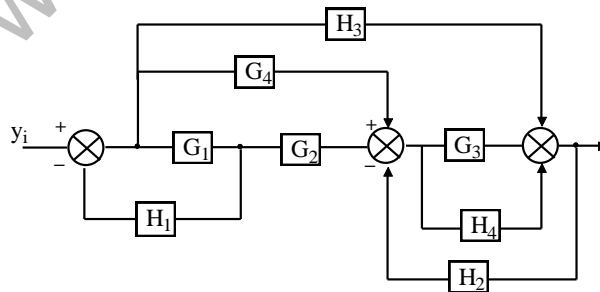 H₃
G₄
yᵢ + − G₁ G₂ + − G₃
H₁ H₄
H₂